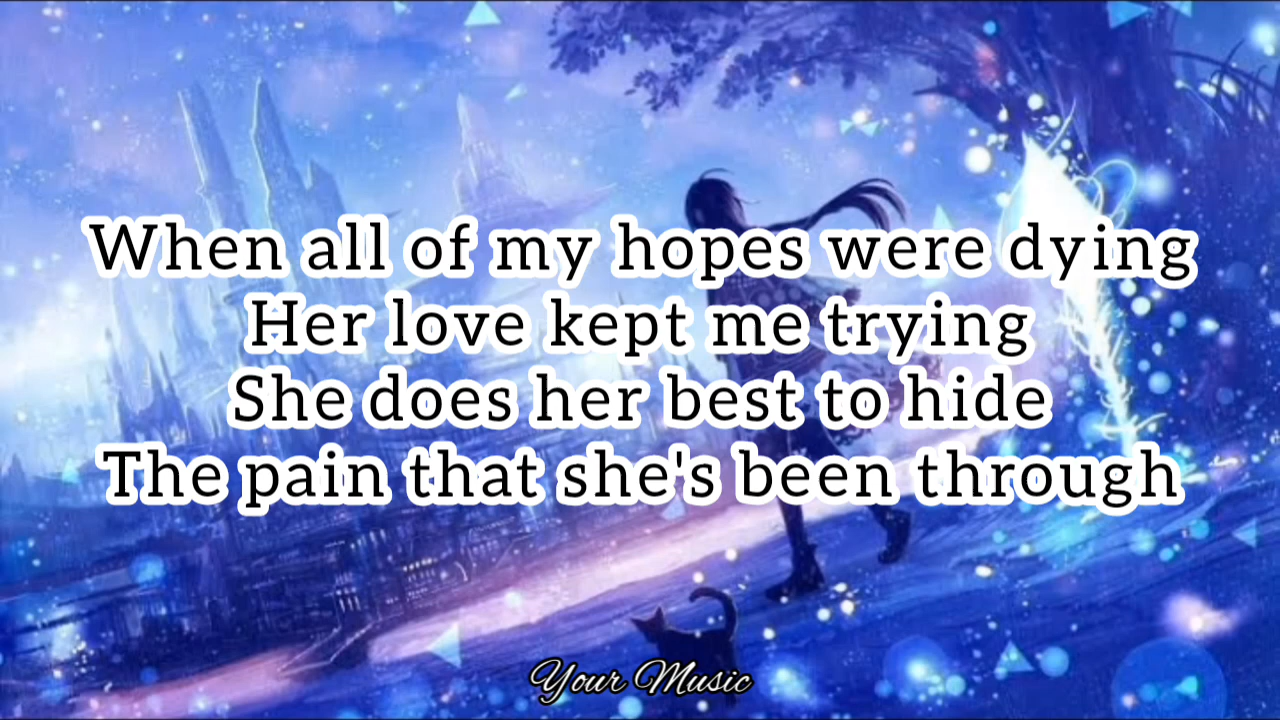 When all of my hopes were dying
Her love kept me trying
She does her best to hide
The pain that she's been through
Your Music